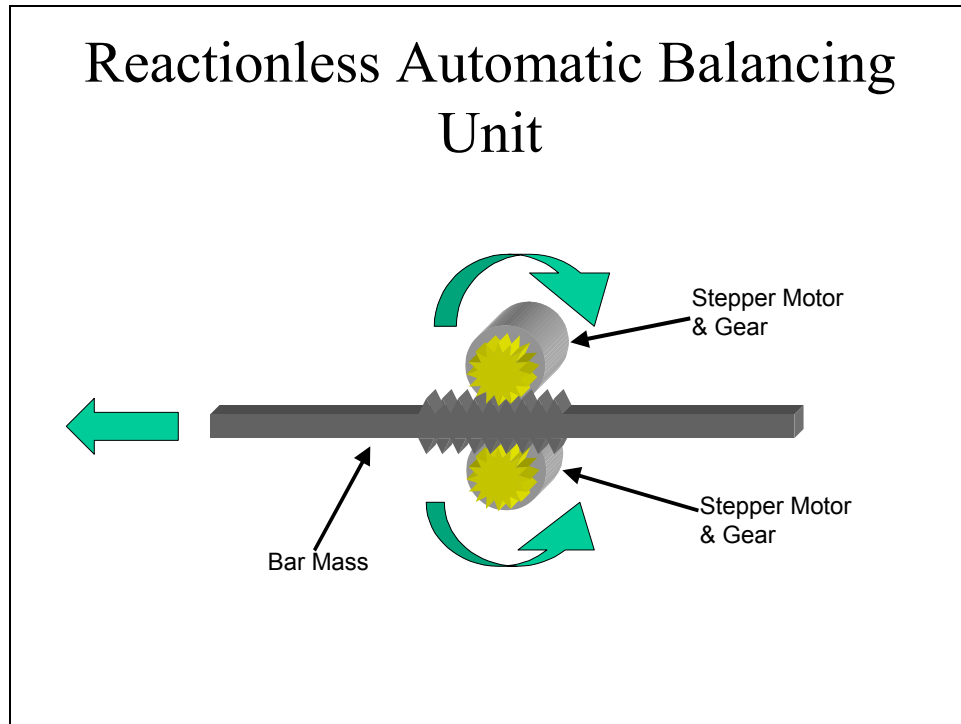 Reactionless Automatic Balancing
Unit
Stepper Motor
& Gear
Stepper Motor
& Gear
Bar Mass